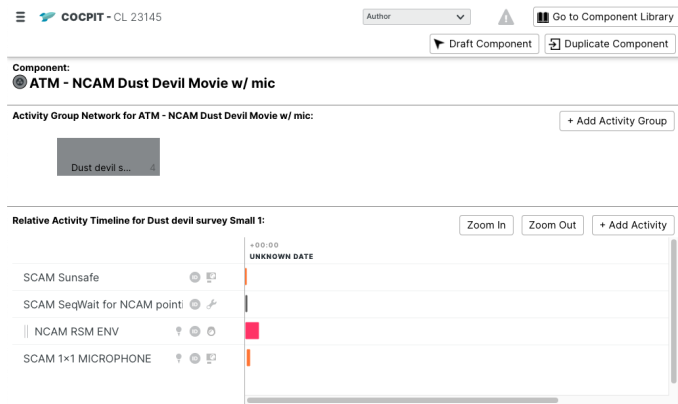 COCPIT - CL 23145
Author
Go to Component Library
Draft Component
Duplicate Component
Component:
ATM - NCAM Dust Devil Movie w/ mic
Activity Group Network for ATM - NCAM Dust Devil Movie w/ mic:
+ Add Activity Group
Dust devil s... 4
Relative Activity Timeline for Dust devil survey Small 1:
Zoom In
Zoom Out
+ Add Activity
+00:00
UNKNOWN DATE
SCAM Sunsafe
SCAM SeqWait for NCAM pointi
NCAM RSM ENV
SCAM 1×1 MICROPHONE